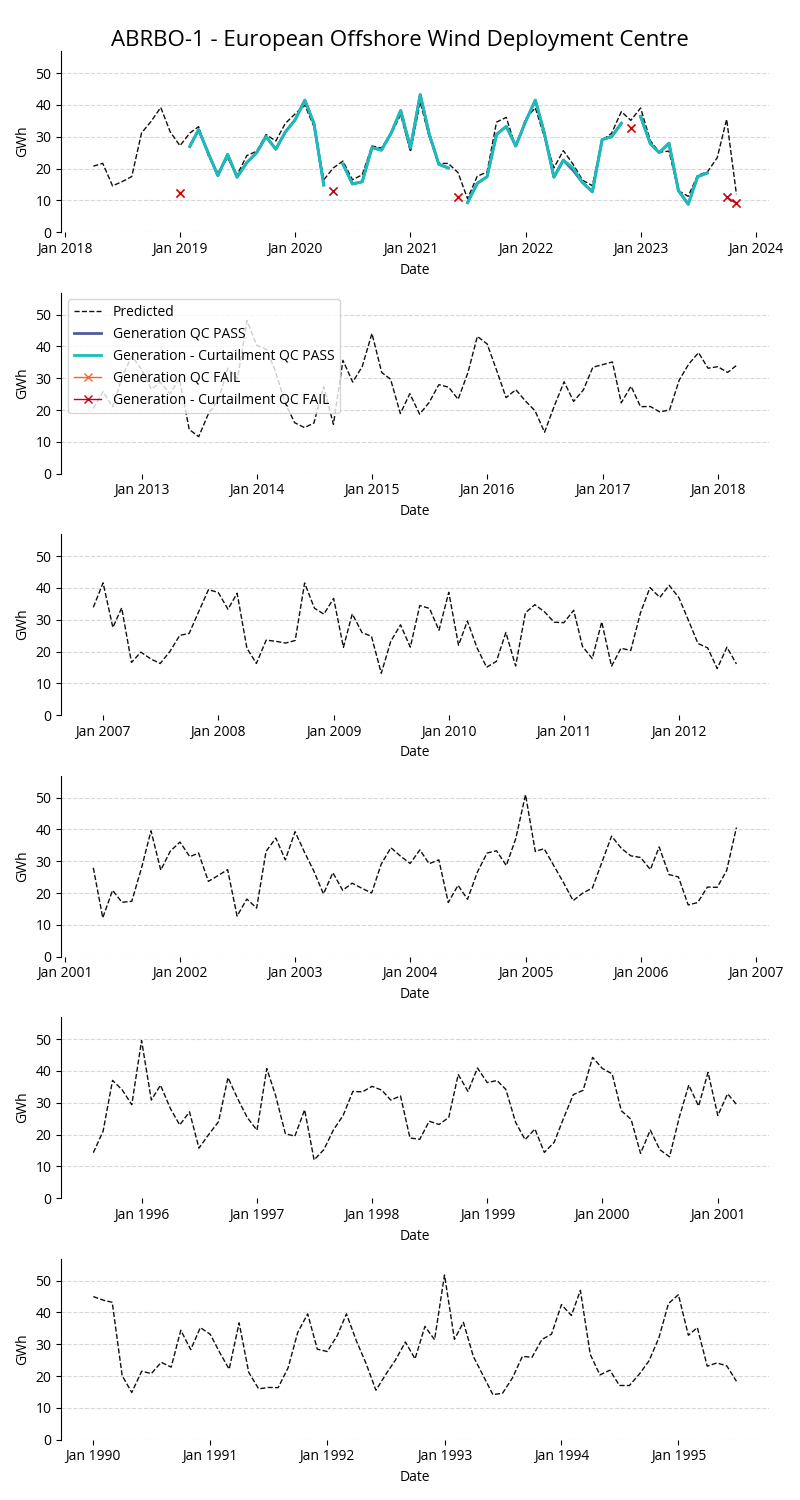 ABRBO-1 - European Offshore Wind Deployment Centre
50
40
30
20
10
0
GWh
Jan 2018 Jan 2019 Jan 2020 Jan 2021 Jan 2022 Jan 2023 Jan 2024
Date
Predicted
Generation QC PASS
Generation - Curtailment QC PASS
Generation QC FAIL
Generation - Curtailment QC FAIL
50
40
30
20
10
0
GWh
Jan 2013 Jan 2014 Jan 2015 Jan 2016 Jan 2017 Jan 2018
Date
50
40
30
20
10
0
GWh
Jan 2007 Jan 2008 Jan 2009 Jan 2010 Jan 2011 Jan 2012
Date
50
40
30
20
10
0
GWh
Jan 2001 Jan 2002 Jan 2003 Jan 2004 Jan 2005 Jan 2006 Jan 2007
Date
50
40
30
20
10
0
GWh
Jan 1996 Jan 1997 Jan 1998 Jan 1999 Jan 2000 Jan 2001
Date
50
40
30
20
10
0
GWh
Jan 1990 Jan 1991 Jan 1992 Jan 1993 Jan 1994 Jan 1995
Date